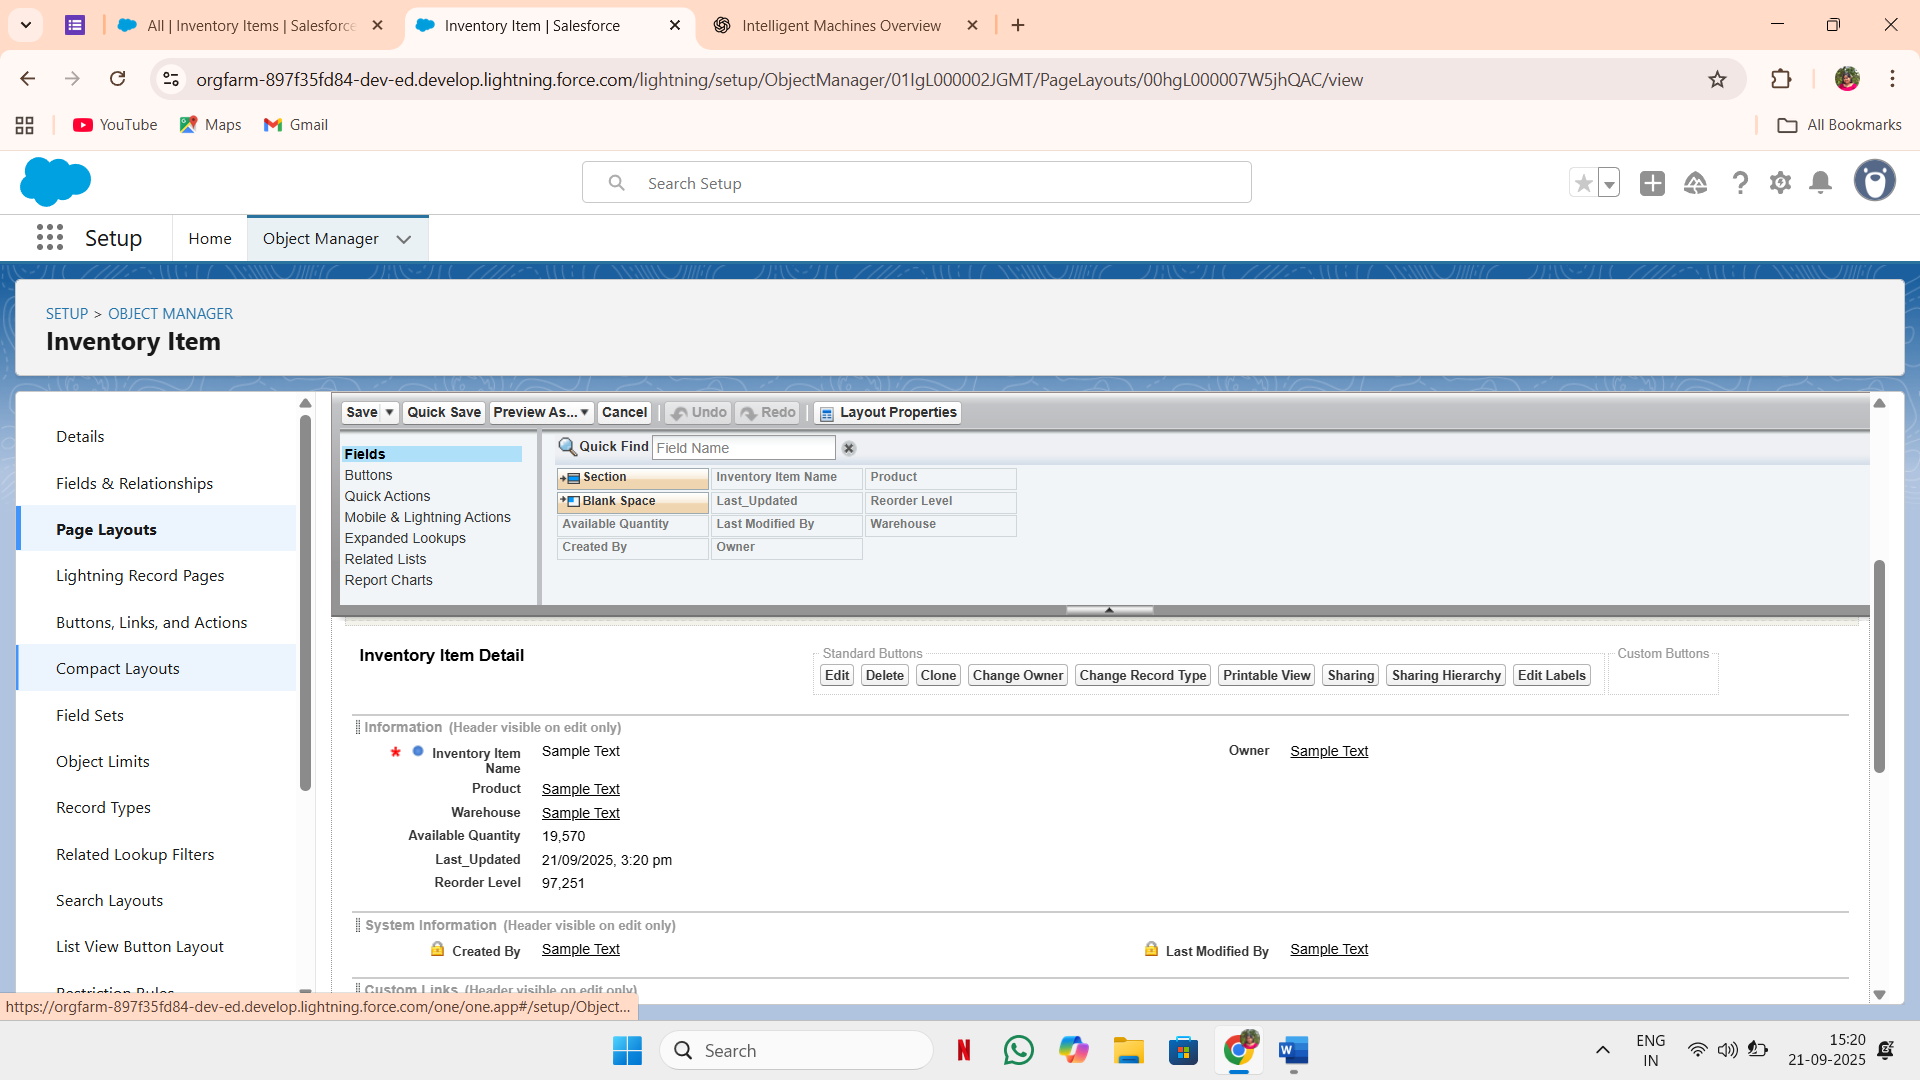 All | Inventory Items | Salesforce
Inventory Item | Salesforce
Intelligent Machines Overview
orgfarm-897f35fd84-dev-ed.develop.lightning.force.com/lightning/setup/ObjectManager/01IgL000002JGMT/PageLayouts/00hgL000007W5jhQAC/view
YouTube
Maps
Gmail
All Bookmarks
Search Setup
Setup
Home
Object Manager
SETUP > OBJECT MANAGER
Inventory Item
Details
Fields & Relationships
Page Layouts
Lightning Record Pages
Buttons, Links, and Actions
Compact Layouts
Field Sets
Object Limits
Record Types
Related Lookup Filters
Search Layouts
List View Button Layout
Restriction Rules
Save Quick Save Preview As... Cancel Undo Redo Layout Properties
Fields
Buttons
Quick Actions
Mobile & Lightning Actions
Expanded Lookups
Related Lists
Report Charts
Quick Find Field Name
Section Inventory Item Name Product
Blank Space Last_Updated Reorder Level
Available Quantity Last Modified By Warehouse
Created By Owner
Inventory Item Detail
Standard Buttons
Custom Buttons
Edit Delete Clone Change Owner Change Record Type Printable View Sharing Sharing Hierarchy Edit Labels
Information (Header visible on edit only)
* Inventory Item Name Sample Text
Owner Sample Text
Product Sample Text
Warehouse Sample Text
Available Quantity 19,570
Last_Updated 21/09/2025, 3:20 pm
Reorder Level 97,251
System Information (Header visible on edit only)
Created By Sample Text
Last Modified By Sample Text
Custom Links (Header visible on edit only)
https://orgfarm-897f35fd84-dev-ed.develop.lightning.force.com/one/one.app#/setup/Object...
Search
ENG
IN
15:20
21-09-2025